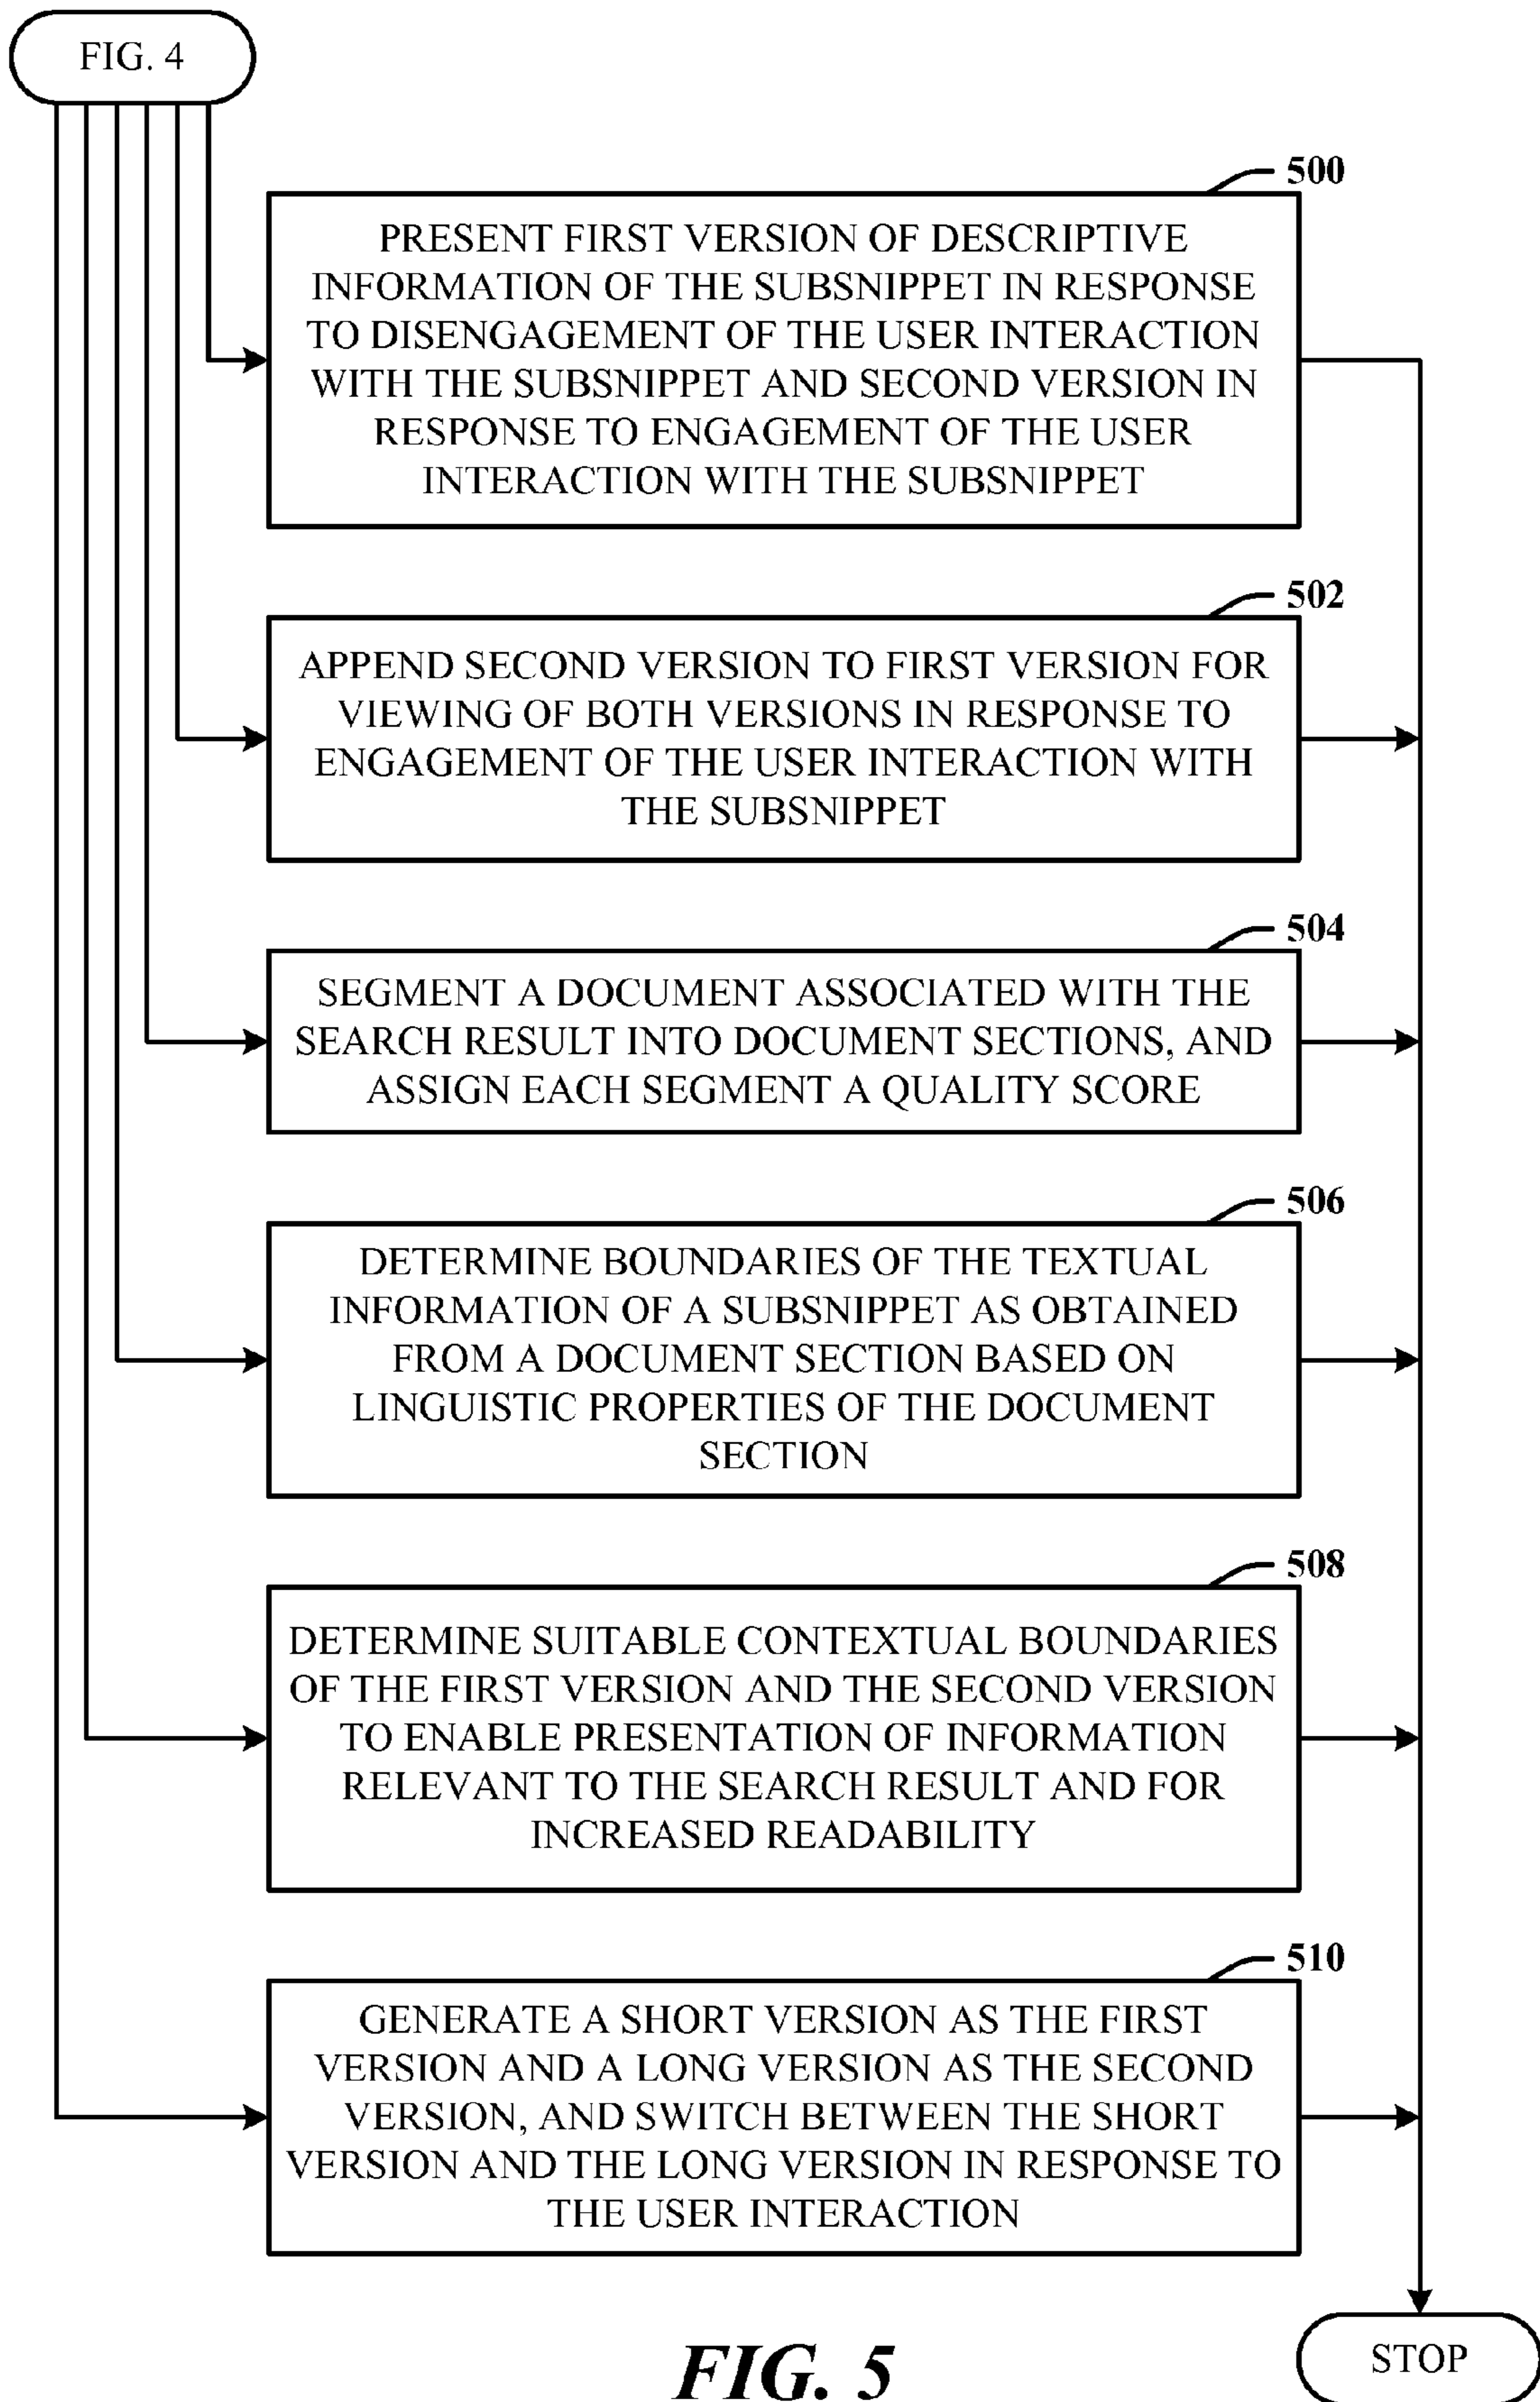 FIG. 4
500
PRESENT FIRST VERSION OF DESCRIPTIVE
INFORMATION OF THE SUBSNIPPET IN RESPONSE
TO DISENGAGEMENT OF THE USER INTERACTION
WITH THE SUBSNIPPET AND SECOND VERSION IN
RESPONSE TO ENGAGEMENT OF THE USER
INTERACTION WITH THE SUBSNIPPET
502
APPEND SECOND VERSION TO FIRST VERSION FOR
VIEWING OF BOTH VERSIONS IN RESPONSE TO
ENGAGEMENT OF THE USER INTERACTION WITH
THE SUBSNIPPET
504
SEGMENT A DOCUMENT ASSOCIATED WITH THE
SEARCH RESULT INTO DOCUMENT SECTIONS, AND
ASSIGN EACH SEGMENT A QUALITY SCORE
506
DETERMINE BOUNDARIES OF THE TEXTUAL
INFORMATION OF A SUBSNIPPET AS OBTAINED
FROM A DOCUMENT SECTION BASED ON
LINGUISTIC PROPERTIES OF THE DOCUMENT
SECTION
508
DETERMINE SUITABLE CONTEXTUAL BOUNDARIES
OF THE FIRST VERSION AND THE SECOND VERSION
TO ENABLE PRESENTATION OF INFORMATION
RELEVANT TO THE SEARCH RESULT AND FOR
INCREASED READABILITY
510
GENERATE A SHORT VERSION AS THE FIRST
VERSION AND A LONG VERSION AS THE SECOND
VERSION, AND SWITCH BETWEEN THE SHORT
VERSION AND THE LONG VERSION IN RESPONSE TO
THE USER INTERACTION
STOP
FIG. 5